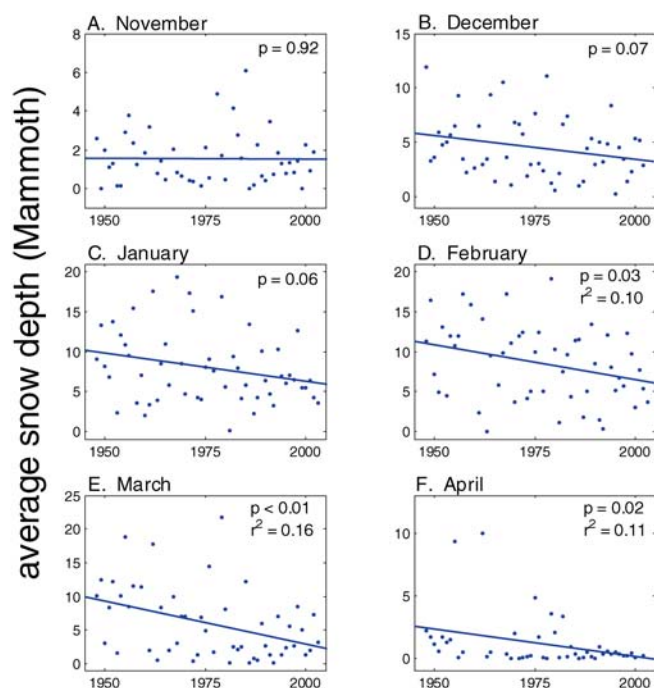 average snow depth (Mammoth)
A. November
p = 0.92
8
6
4
2
0
1950
1975
2000
B. December
p = 0.07
15
10
5
0
1950
1975
2000
C. January
p = 0.06
20
15
10
5
0
1950
1975
2000
D. February
p = 0.03
r² = 0.10
20
15
10
5
0
1950
1975
2000
E. March
p < 0.01
r² = 0.16
25
20
15
10
5
0
1950
1975
2000
F. April
p = 0.02
r² = 0.11
10
5
0
1950
1975
2000